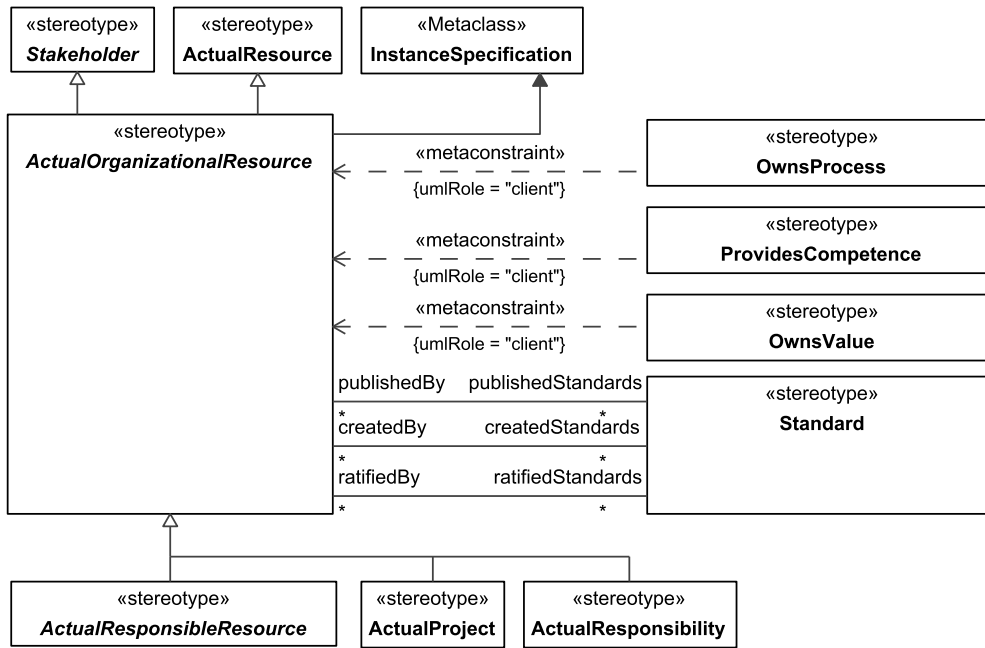 «stereotype»
Stakeholder
«stereotype»
ActualResource
«Metaclass»
InstanceSpecification
«stereotype»
ActualOrganizationalResource
«metaconstraint»
{umlRole = "client"}
«stereotype»
OwnsProcess
«metaconstraint»
{umlRole = "client"}
«stereotype»
ProvidesCompetence
«metaconstraint»
{umlRole = "client"}
«stereotype»
OwnsValue
publishedBy publishedStandards
* *
createdBy createdStandards
* *
ratifiedBy ratifiedStandards
* *
«stereotype»
Standard
«stereotype»
ActualResponsibleResource
«stereotype»
ActualProject
«stereotype»
ActualResponsibility